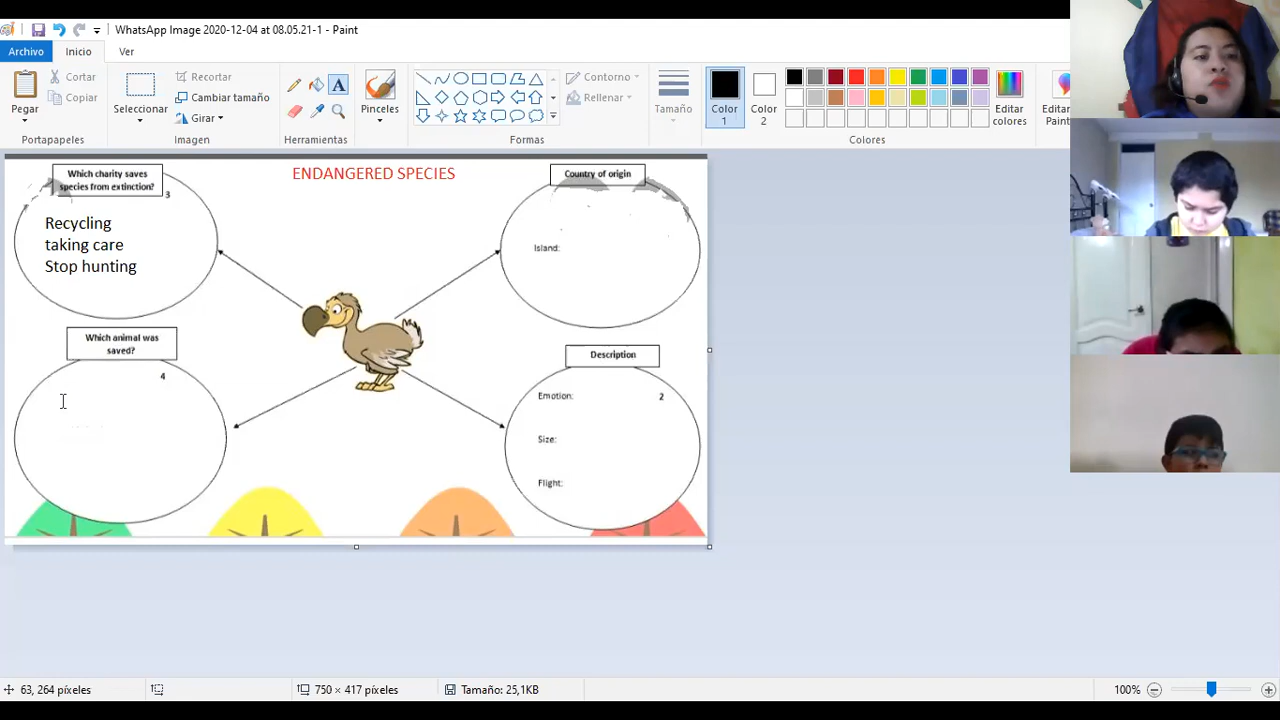 WhatsApp Image 2020-12-04 at 08.05.21-1 - Paint
Archivo Inicio Ver
Pegar
Cortar
Copiar
Portapapeles
Seleccionar
Recortar
Cambiar tamaño
Girar
Imagen
Herramientas
Pinceles
Contorno
Rellenar
Formas
Tamaño
Color 1
Color 2
Editar colores
Colores
ENDANGERED SPECIES
Which charity saves
species from extinction?
3
Recycling
taking care
Stop hunting
Country of origin
Island:
Which animal was
saved?
4
Description
Emotion:
2
Size:
Flight:
63, 264 píxeles
750 × 417 píxeles
Tamaño: 25,1KB
100%